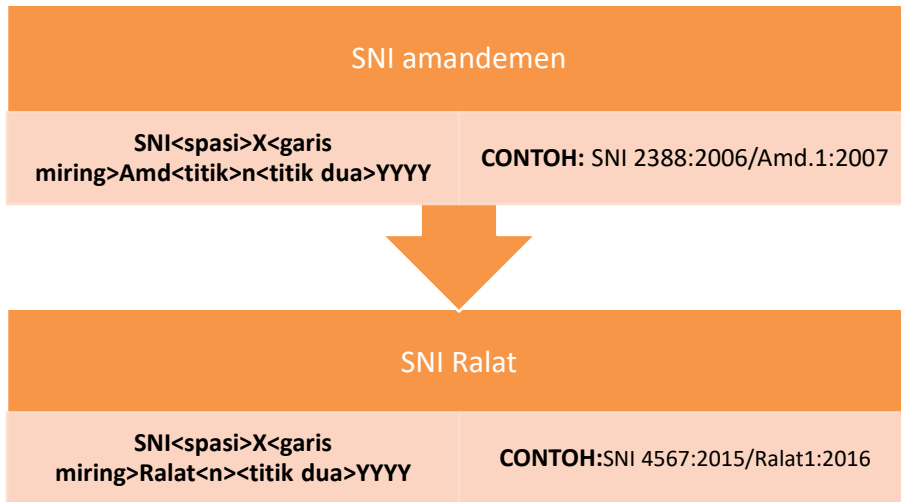 SNI amandemen
SNI<spasi>X<garis
miring>Amd<titik>n<titik dua>YYYY
CONTOH: SNI 2388:2006/Amd.1:2007
SNI Ralat
SNI<spasi>X<garis
miring>Ralat<n><titik dua>YYYY
CONTOH:SNI 4567:2015/Ralat1:2016